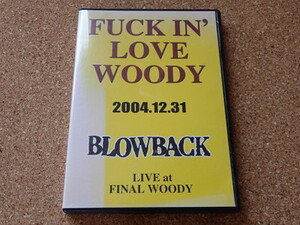 FUCK IN'
LOVE
WOODY
2004.12.31
BLOWBACK
LIVE at
FINAL WOODY